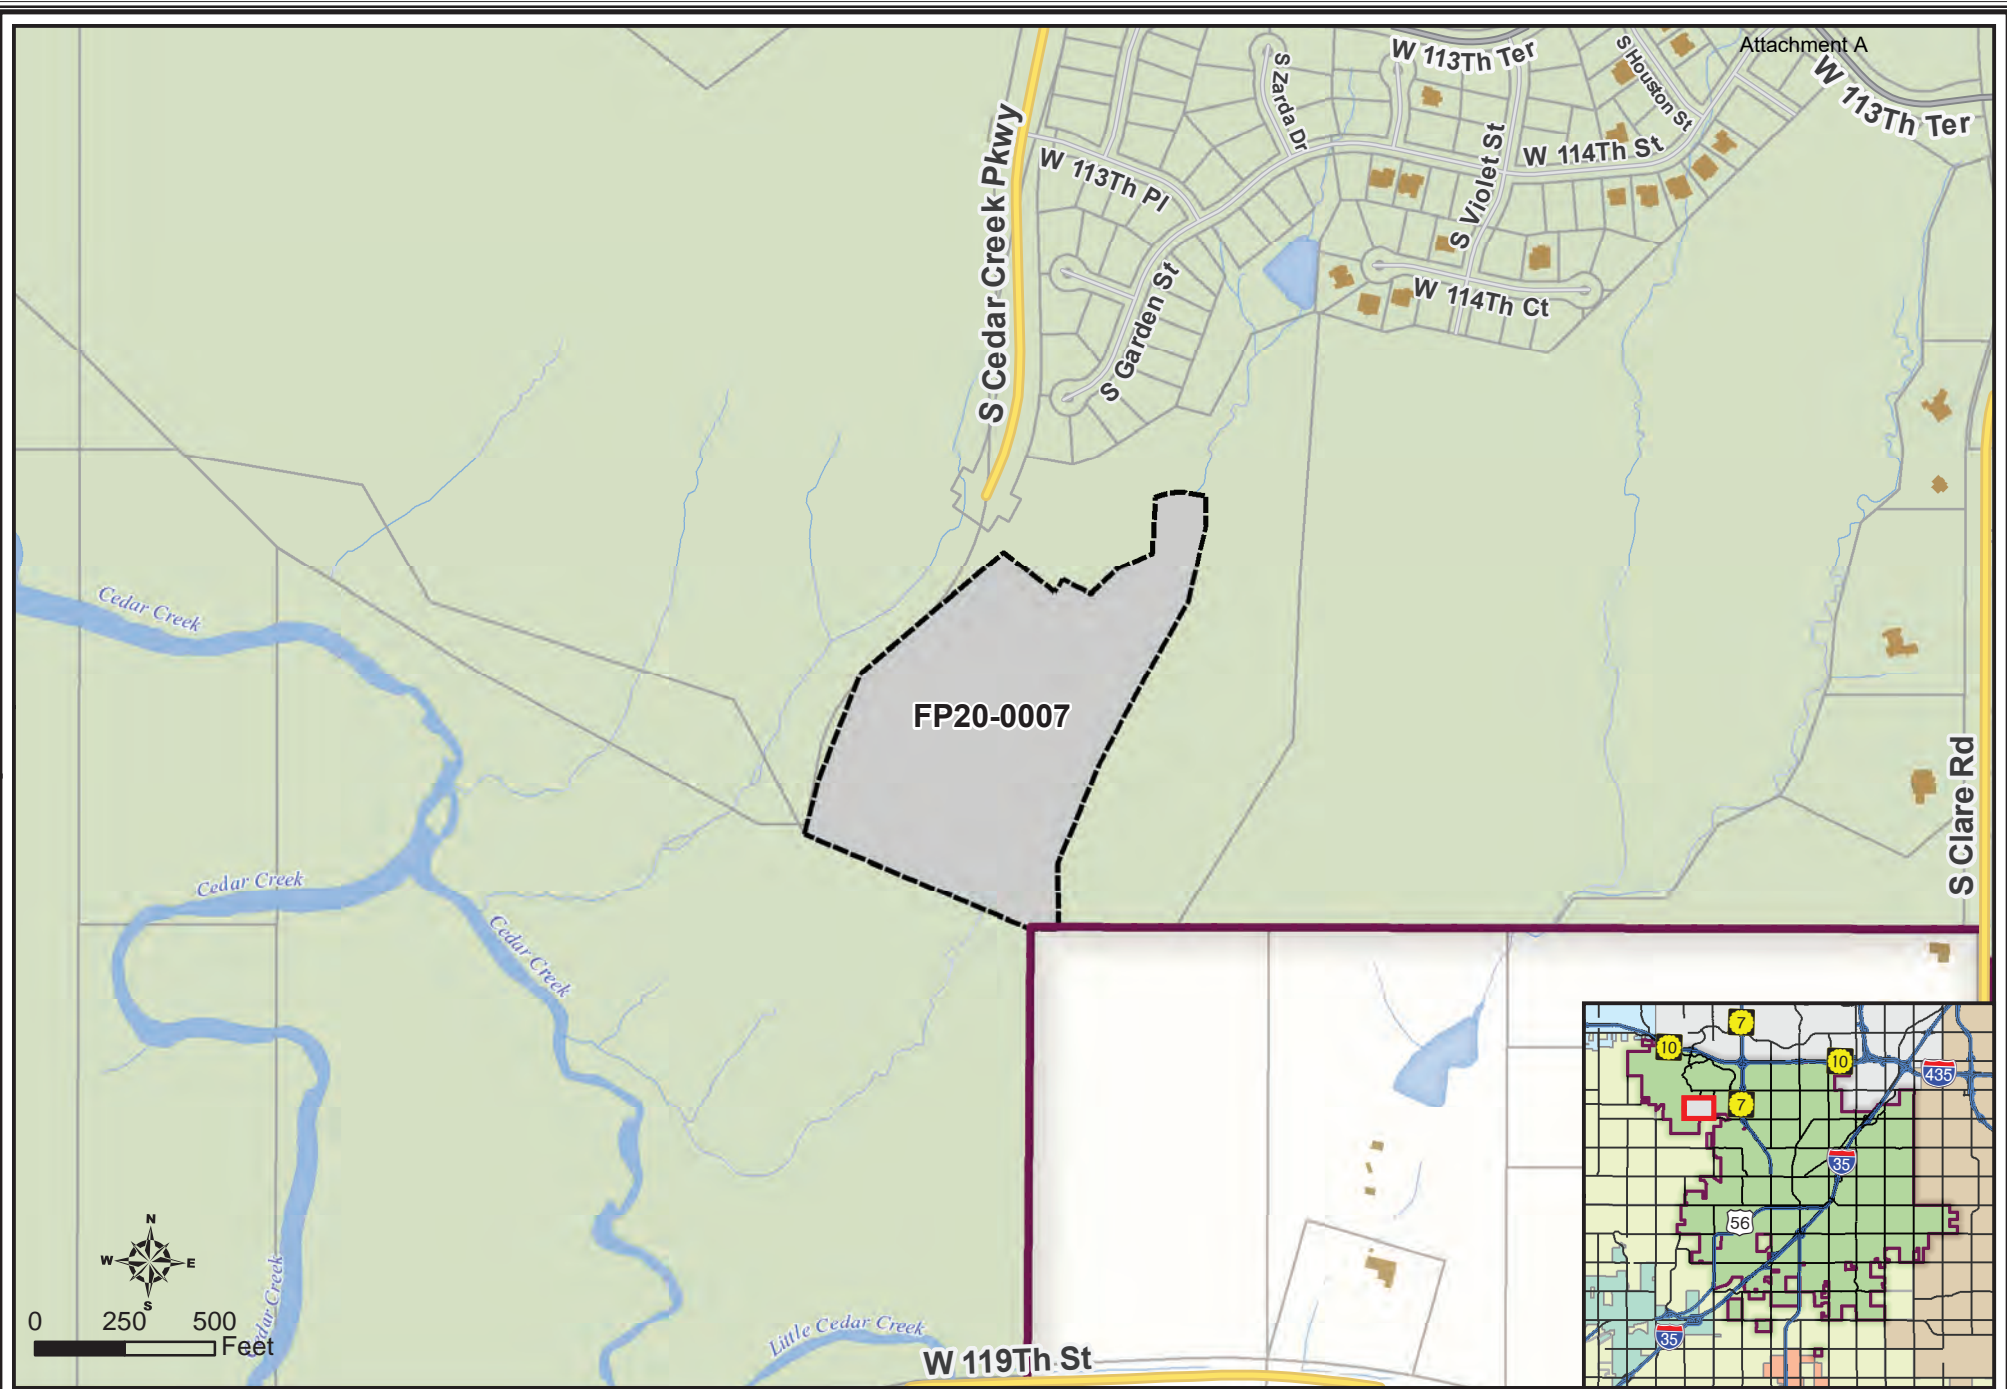 Attachment A
W 113Th Ter
S Houston St
W 113Th Ter
S Zarda Dr
S Cedar Creek Pkwy
W 113Th Pl
S Violet St
W 114Th St
W 114Th Ct
S Garden St
Cedar Creek
FP20-0007
S Clare Rd
Cedar Creek
Cedar Creek
7
10
10
435
7
35
56
35
N
W
E
S
Cedar Creek
0 250 500
Feet
Little Cedar Creek
W 119Th St